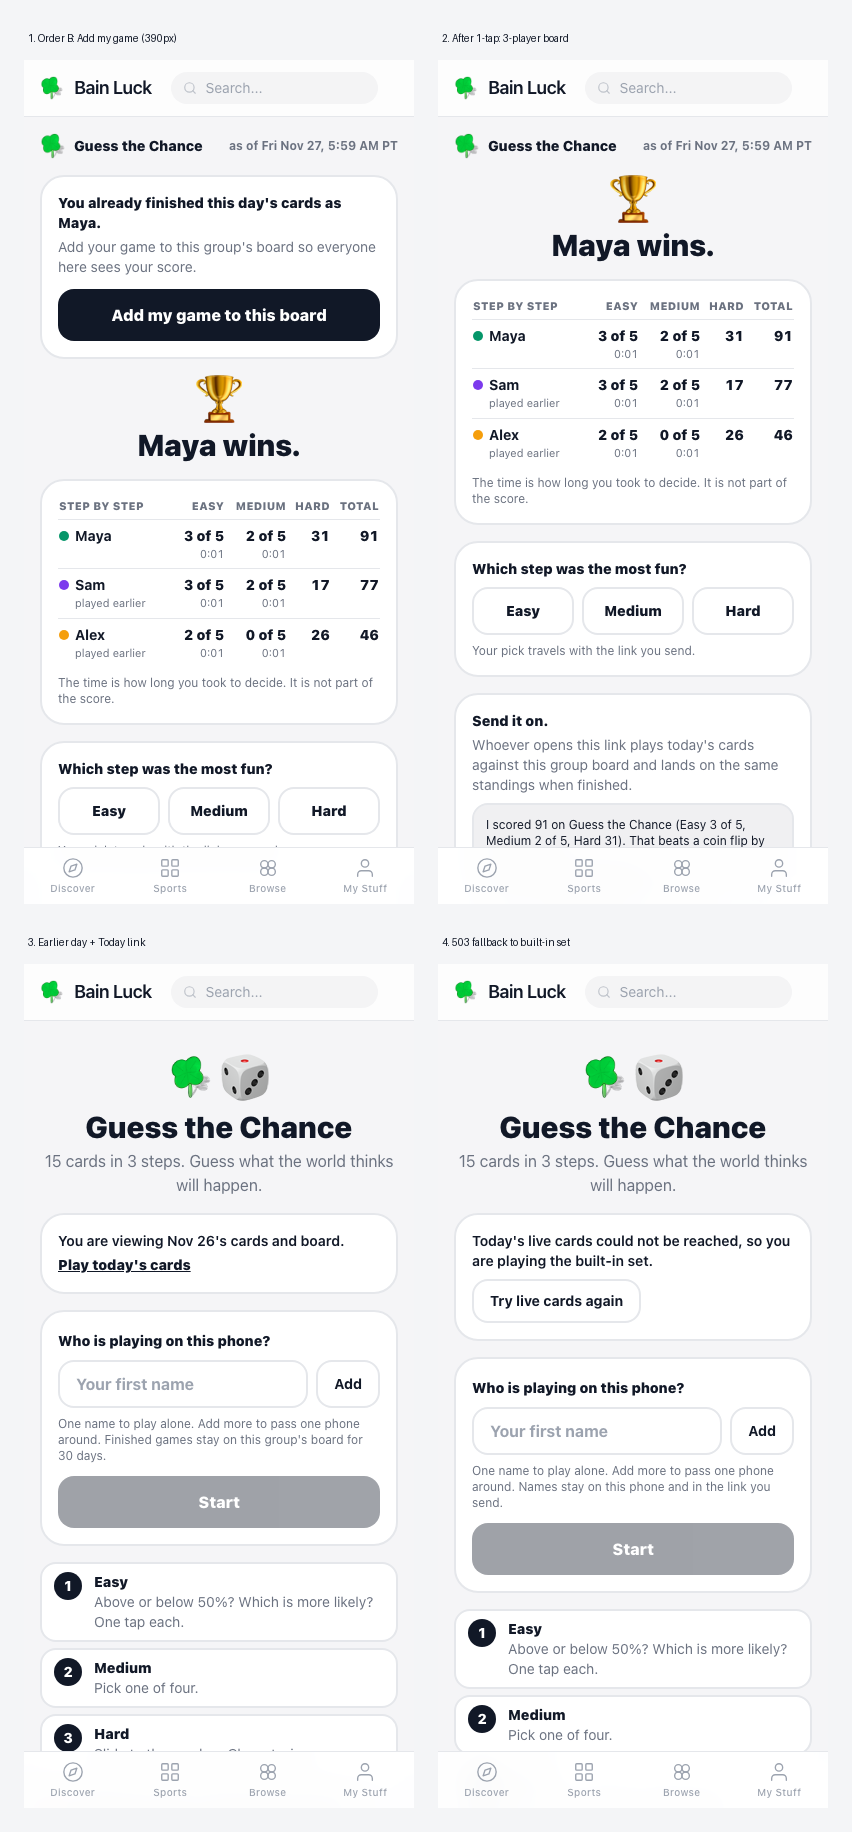 1. Order B: Add my game (390px)
Bain Luck
Search...
Guess the Chance
as of Fri Nov 27, 5:59 AM PT
You already finished this day's cards as
Maya.
Add your game to this group's board so everyone
here sees your score.
Add my game to this board
Maya wins.
STEP BY STEP EASY MEDIUM HARD TOTAL
Maya 3 of 5 2 of 5 31 91
0:01 0:01
Sam 3 of 5 2 of 5 17 77
played earlier 0:01 0:01
Alex 2 of 5 0 of 5 26 46
played earlier 0:01 0:01
The time is how long you took to decide. It is not part of
the score.
Which step was the most fun?
Easy Medium Hard
Discover Sports Browse My Stuff
2. After 1-tap: 3-player board
Bain Luck
Search...
Guess the Chance
as of Fri Nov 27, 5:59 AM PT
Maya wins.
STEP BY STEP EASY MEDIUM HARD TOTAL
Maya 3 of 5 2 of 5 31 91
0:01 0:01
Sam 3 of 5 2 of 5 17 77
played earlier 0:01 0:01
Alex 2 of 5 0 of 5 26 46
played earlier 0:01 0:01
The time is how long you took to decide. It is not part of
the score.
Which step was the most fun?
Easy Medium Hard
Your pick travels with the link you send.
Send it on.
Whoever opens this link plays today's cards
against this group board and lands on the same
standings when finished.
I scored 91 on Guess the Chance (Easy 3 of 5,
Medium 2 of 5, Hard 31). That beats a coin flip by
Discover Sports Browse My Stuff
3. Earlier day + Today link
Bain Luck
Search...
Guess the Chance
15 cards in 3 steps. Guess what the world thinks
will happen.
You are viewing Nov 26's cards and board.
Play today's cards
Who is playing on this phone?
Your first name
Add
One name to play alone. Add more to pass one phone
around. Finished games stay on this group's board for
30 days.
Start
1 Easy
Above or below 50%? Which is more likely?
One tap each.
2 Medium
Pick one of four.
3 Hard
Discover Sports Browse My Stuff
4. 503 fallback to built-in set
Bain Luck
Search...
Guess the Chance
15 cards in 3 steps. Guess what the world thinks
will happen.
Today's live cards could not be reached, so you
are playing the built-in set.
Try live cards again
Who is playing on this phone?
Your first name
Add
One name to play alone. Add more to pass one phone
around. Names stay on this phone and in the link you
send.
Start
1 Easy
Above or below 50%? Which is more likely?
One tap each.
2 Medium
Pick one of four.
Discover Sports Browse My Stuff